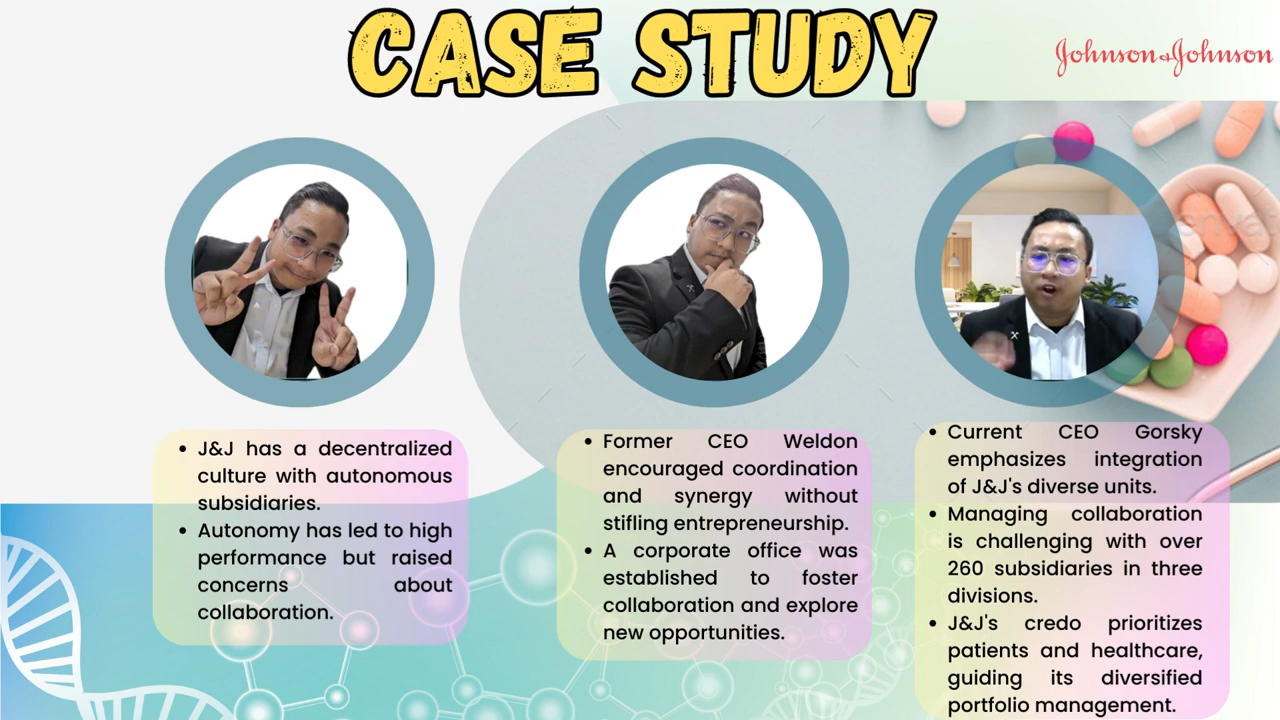 CASE STUDY
Johnson & Johnson
J&J has a decentralized
culture with autonomous
subsidiaries.
Autonomy has led to high
performance but raised
concerns about
collaboration.
Former CEO Weldon
encouraged coordination
and synergy without
stifling entrepreneurship.
A corporate office was
established to foster
collaboration and explore
new opportunities.
Current CEO Gorsky
emphasizes integration
of J&J's diverse units.
Managing collaboration
is challenging with over
260 subsidiaries in three
divisions.
J&J's credo prioritizes
patients and healthcare,
guiding its diversified
portfolio management.